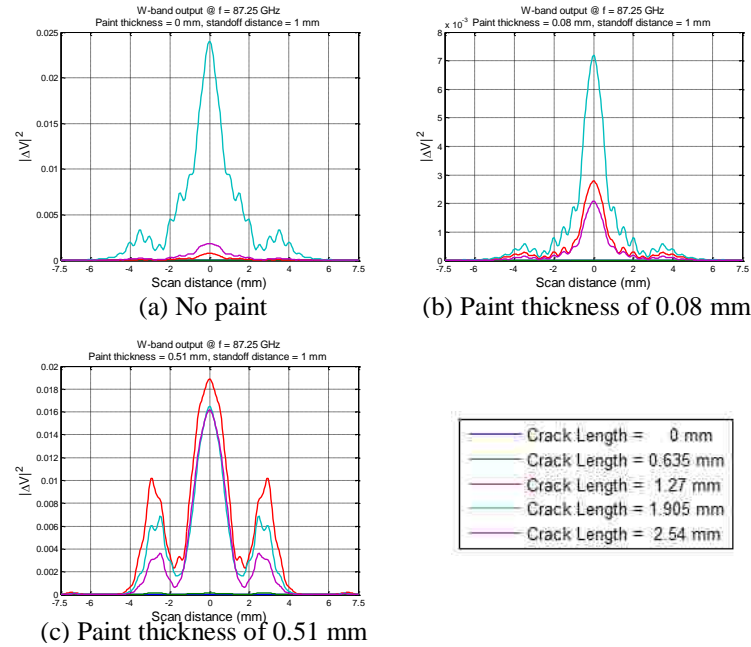 W-band output @ f = 87.25 GHz
Paint thickness = 0 mm, standoff distance = 1 mm
0.025
0.02
0.015
0.01
0.005
0
|ΔV|²
-7.5 -6 -4 -2 0 2 4 6 7.5
Scan distance (mm)
(a) No paint
W-band output @ f = 87.25 GHz
Paint thickness = 0.08 mm, standoff distance = 1 mm
x 10⁻³
8
7
6
5
4
3
2
1
0
|ΔV|²
-7.5 -6 -4 -2 0 2 4 6 7.5
Scan distance (mm)
(b) Paint thickness of 0.08 mm
W-band output @ f = 87.25 GHz
Paint thickness = 0.51 mm, standoff distance = 1 mm
0.02
0.018
0.016
0.014
0.012
0.01
0.008
0.006
0.004
0.002
0
|ΔV|²
-7.5 -6 -4 -2 0 2 4 6 7.5
Scan distance (mm)
(c) Paint thickness of 0.51 mm
Crack Length = 0 mm
Crack Length = 0.635 mm
Crack Length = 1.27 mm
Crack Length = 1.905 mm
Crack Length = 2.54 mm